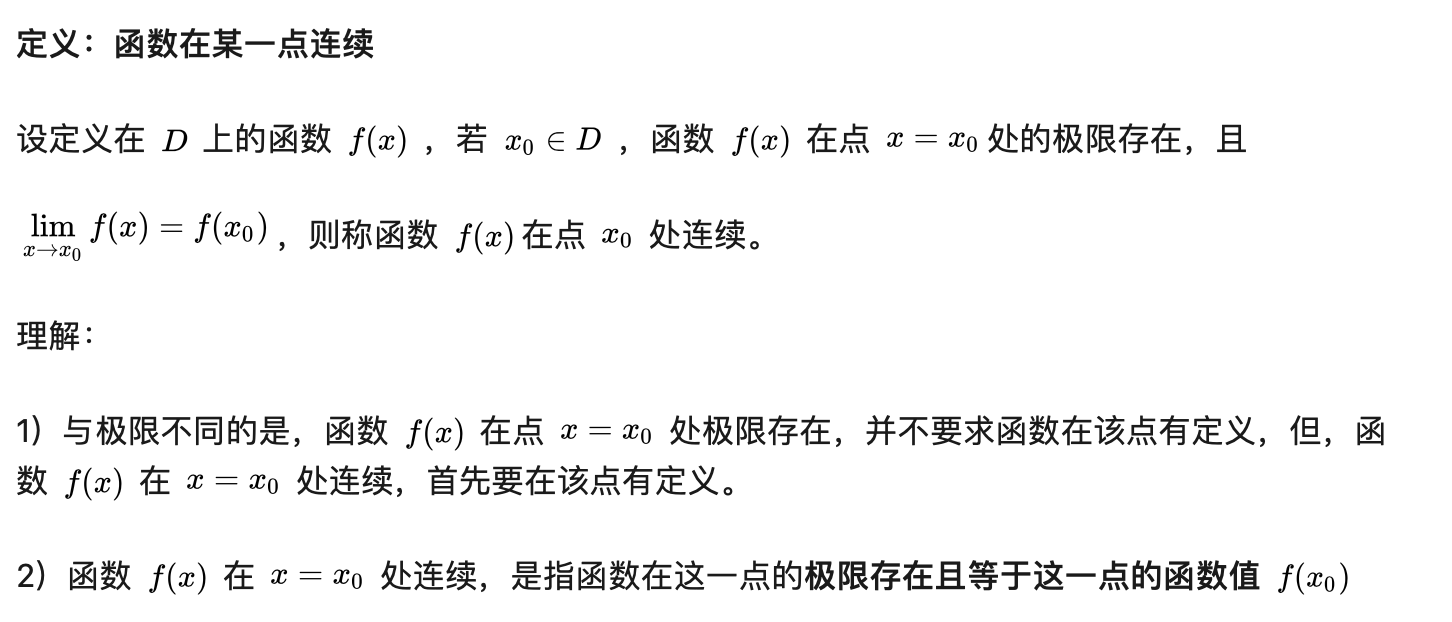 定义：函数在某一点连续
设定义在 D 上的函数 f(x) ，若 x₀ ∈ D ，函数 f(x) 在点 x = x₀ 处的极限存在，且
lim x→x₀ f(x) = f(x₀) ，则称函数 f(x) 在点 x₀ 处连续。
理解：
1）与极限不同的是，函数 f(x) 在点 x = x₀ 处极限存在，并不要求函数在该点有定义，但，函
数 f(x) 在 x = x₀ 处连续，首先要在该点有定义。
2）函数 f(x) 在 x = x₀ 处连续，是指函数在这一点的极限存在且等于这一点的函数值 f(x₀)